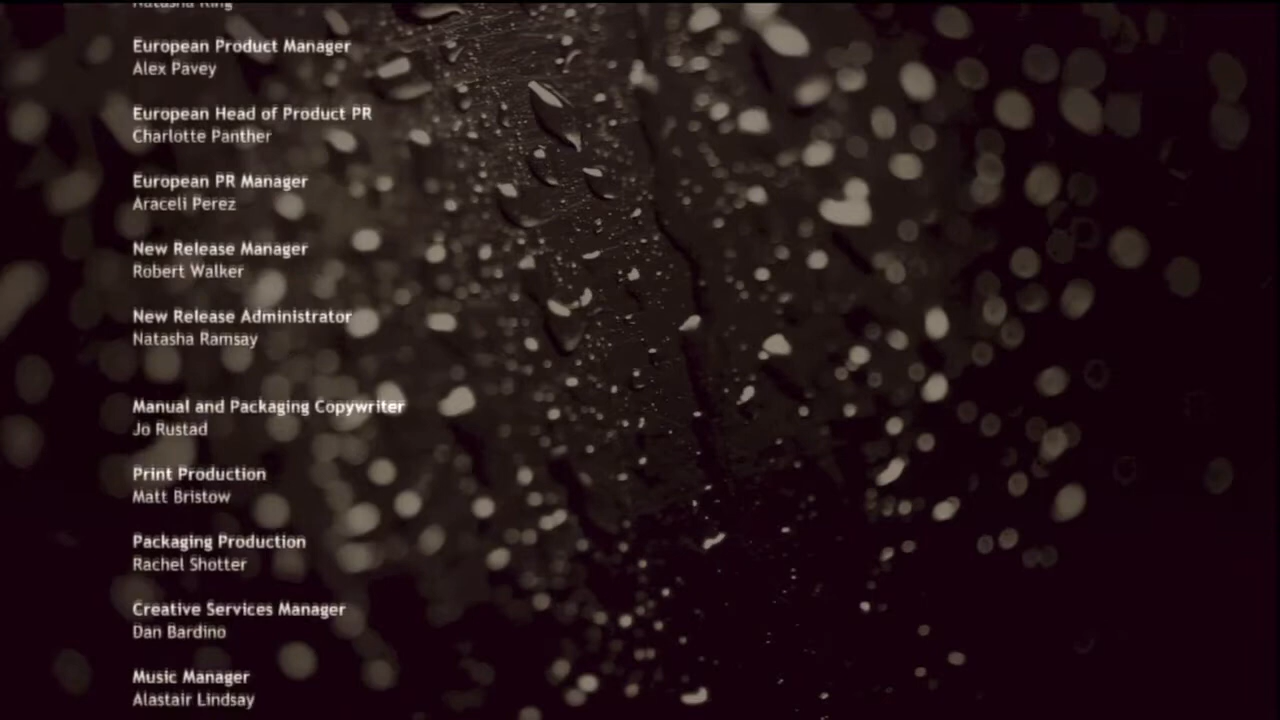 Natasha King
European Product Manager
Alex Pavey
European Head of Product PR
Charlotte Panther
European PR Manager
Araceli Perez
New Release Manager
Robert Walker
New Release Administrator
Natasha Ramsay
Manual and Packaging Copywriter
Jo Rustad
Print Production
Matt Bristow
Packaging Production
Rachel Shotter
Creative Services Manager
Dan Bardino
Music Manager
Alastair Lindsay